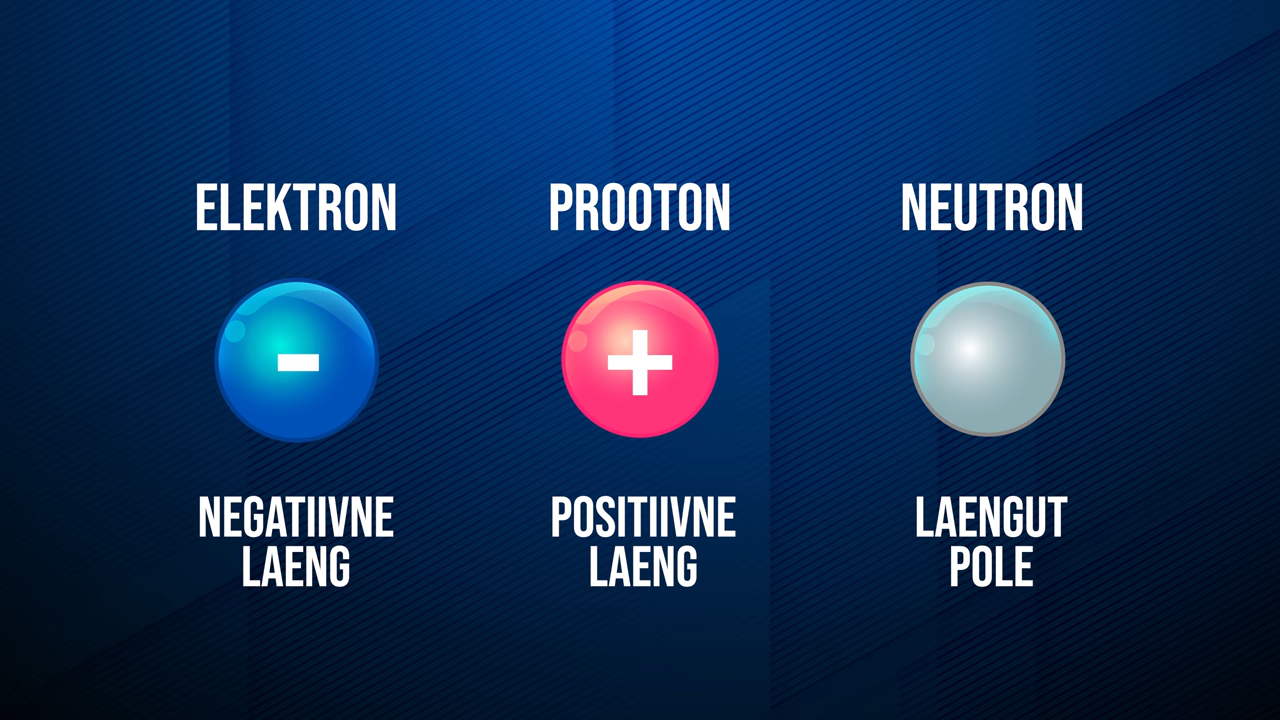 ELEKTRON
-
NEGATIIVNE
LAENG
PROOTON
+
POSITIIVNE
LAENG
NEUTRON
LAENGUT
POLE